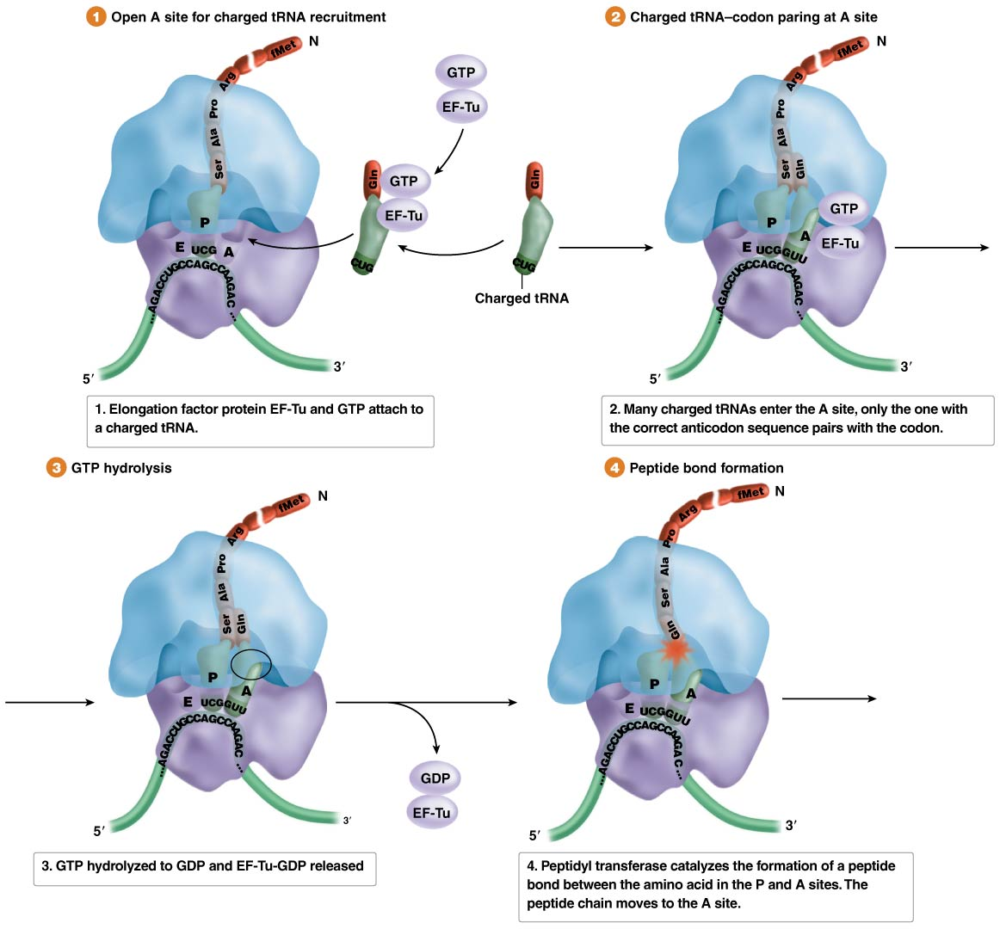 1 Open A site for charged tRNA recruitment
N
fMet
Arg
Pro
Ala
Ser
GTP
EF-Tu
Gln
GTP
EF-Tu
CUG
Gln
CUG
Charged tRNA
P
E UCG A
...AGACCUGCCAGCCAAGAC...
5′
3′
1. Elongation factor protein EF-Tu and GTP attach to
a charged tRNA.
2 Charged tRNA–codon paring at A site
N
fMet
Arg
Pro
Ala
Ser Gln
GTP
EF-Tu
P
A
E UCGGUU
...AGACCUGCCAGCCAAGAC...
5′
3′
2. Many charged tRNAs enter the A site, only the one with
the correct anticodon sequence pairs with the codon.
3 GTP hydrolysis
N
fMet
Arg
Pro
Ala
Ser Gln
P
A
E UCGGUU
...AGACCUGCCAGCCAAGAC...
5′
3′
GDP
EF-Tu
3. GTP hydrolyzed to GDP and EF-Tu-GDP released
4 Peptide bond formation
N
fMet
Arg
Pro
Ala
Ser
Gln
P
A
E UCGGUU
...AGACCUGCCAGCCAAGAC...
5′
3′
4. Peptidyl transferase catalyzes the formation of a peptide
bond between the amino acid in the P and A sites. The
peptide chain moves to the A site.